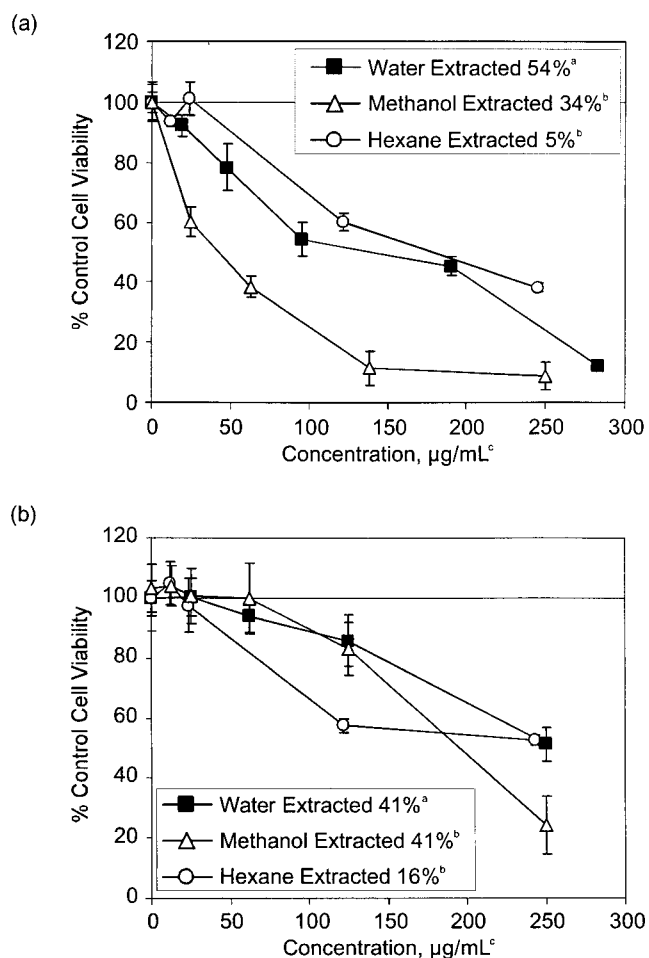 (a)
120
100
80
60
40
20
0
% Control Cell Viability
Water Extracted 54%ᵃ
Methanol Extracted 34%ᵇ
Hexane Extracted 5%ᵇ
0 50 100 150 200 250 300
Concentration, µg/mLᶜ
(b)
120
100
80
60
40
20
0
% Control Cell Viability
Water Extracted 41%ᵃ
Methanol Extracted 41%ᵇ
Hexane Extracted 16%ᵇ
0 50 100 150 200 250 300
Concentration, µg/mLᶜ